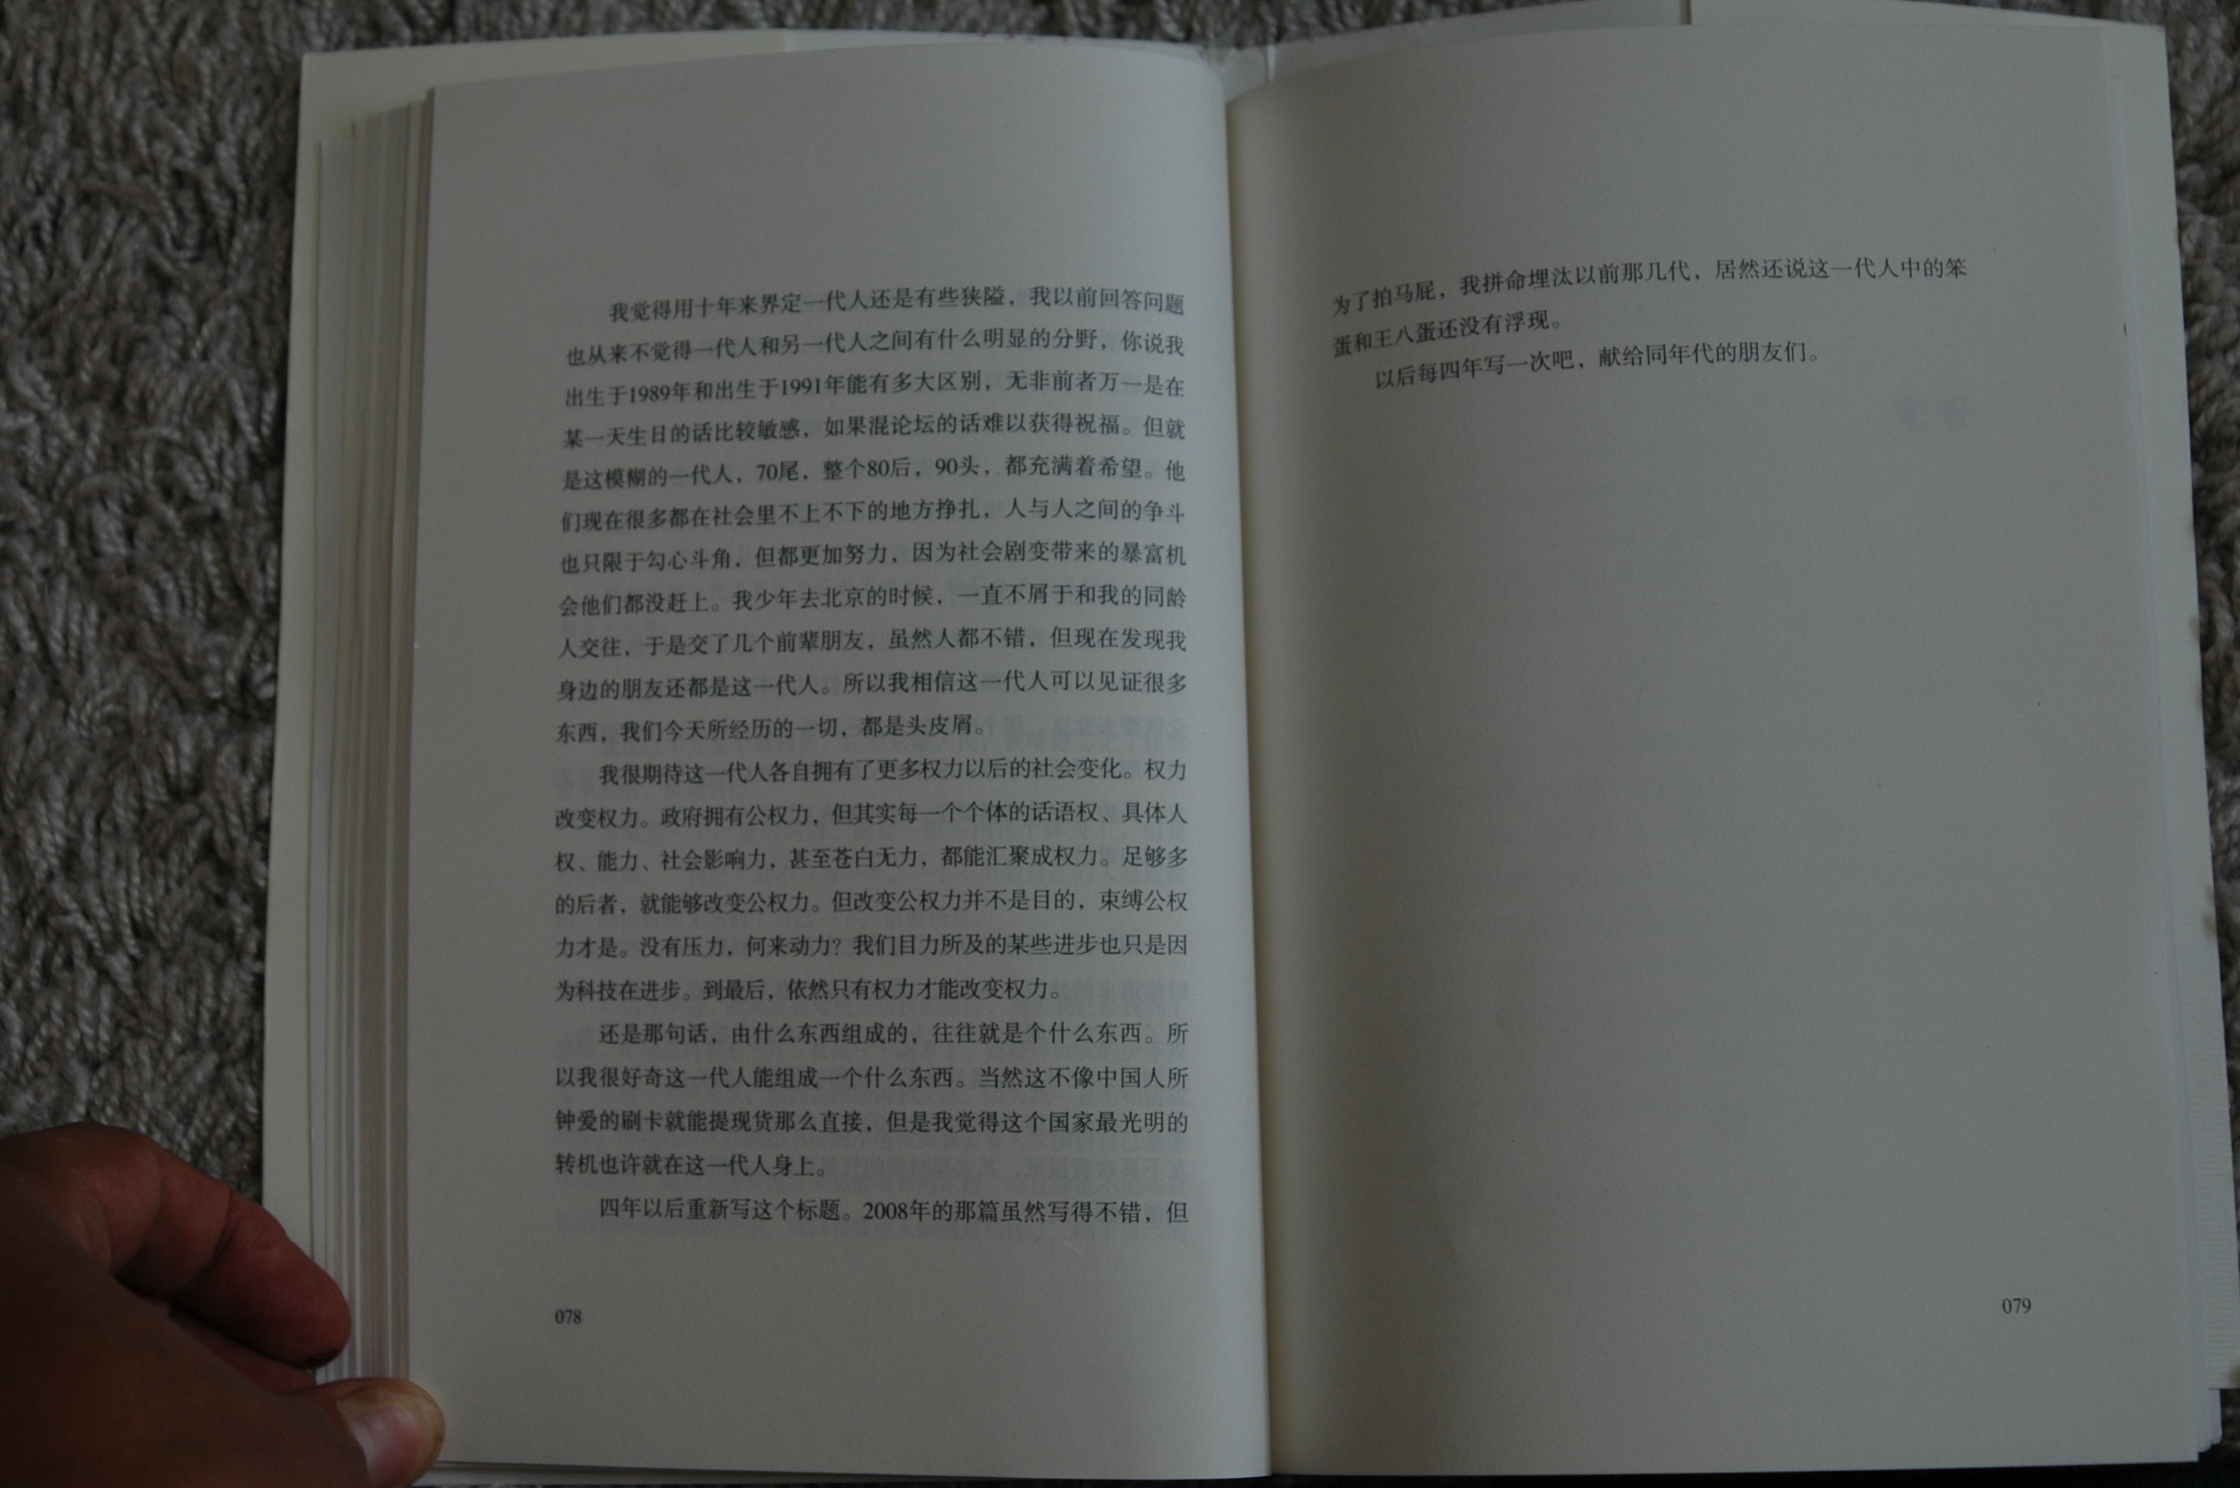 我觉得用十年来界定一代人还是有些狭隘，我以前回答问题
也从来不觉得一代人和另一代人之间有什么明显的分野，你说我
出生于1989年和出生于1991年能有多大区别，无非前者万一是在
某一天生日的话比较敏感，如果混论坛的话难以获得祝福。但就
是这模糊的一代人，70尾，整个80后，90头，都充满着希望。他
们现在很多都在社会里不上不下的地方挣扎，人与人之间的争斗
也只限于勾心斗角，但都更加努力，因为社会剧变带来的暴富机
会他们都没赶上。我少年去北京的时候，一直不屑于和我的同龄
人交往，于是交了几个前辈朋友，虽然人都不错，但现在发现我
身边的朋友还都是这一代人。所以我相信这一代人可以见证很多
东西，我们今天所经历的一切，都是头皮屑。
我很期待这一代人各自拥有了更多权力以后的社会变化。权力
改变权力。政府拥有公权力，但其实每一个个体的话语权、具体人
权、能力、社会影响力，甚至苍白无力，都能汇聚成权力。足够多
的后者，就能够改变公权力。但改变公权力并不是目的，束缚公权
力才是。没有压力，何来动力？我们目力所及的某些进步也只是因
为科技在进步。到最后，依然只有权力才能改变权力。
还是那句话，由什么东西组成的，往往就是个什么东西。所
以我很好奇这一代人能组成一个什么东西。当然这不像中国人所
钟爱的刷卡就能提现货那么直接，但是我觉得这个国家最光明的
转机也许就在这一代人身上。
四年以后重新写这个标题。2008年的那篇虽然写得不错，但
078
为了拍马屁，我拼命埋汰以前那几代，居然还说这一代人中的笨
蛋和王八蛋还没有浮现。
以后每四年写一次吧，献给同年代的朋友们。
079